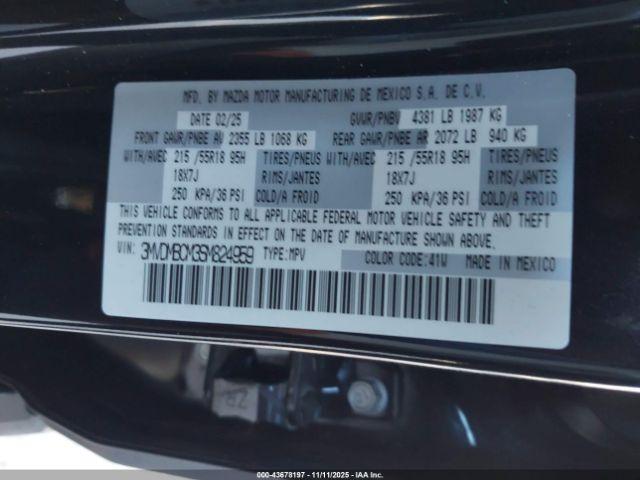 MFD. BY MAZDA MOTOR MANUFACTURING DE MEXICO S.A. DE C.V.
DATE 02/25 GVWR/PNBV 4381 LB 1987 KG
FRONT GAWR/PNBE AV 2355 LB 1068 KG REAR GAWR/PNBE AR 2072 LB 940 KG
WITH/AVEC 215 /55R18 95H TIRES/PNEUS WITH/AVEC 215 /55R18 95H TIRES/PNEUS
18X7J RIMS/JANTES 18X7J RIMS/JANTES
250 KPA/36 PSI COLD/A FROID 250 KPA/36 PSI COLD/A FROID
THIS VEHICLE CONFORMS TO ALL APPLICABLE FEDERAL MOTOR VEHICLE SAFETY AND THEFT
PREVENTION STANDARDS IN EFFECT ON THE DATE OF MANUFACTURE SHOWN ABOVE.
VIN: 3MVDMBCM3SM824959 TYPE:MPV COLOR CODE:41W MADE IN MEXICO
000-43678197 - 11/11/2025 - IAAI.com